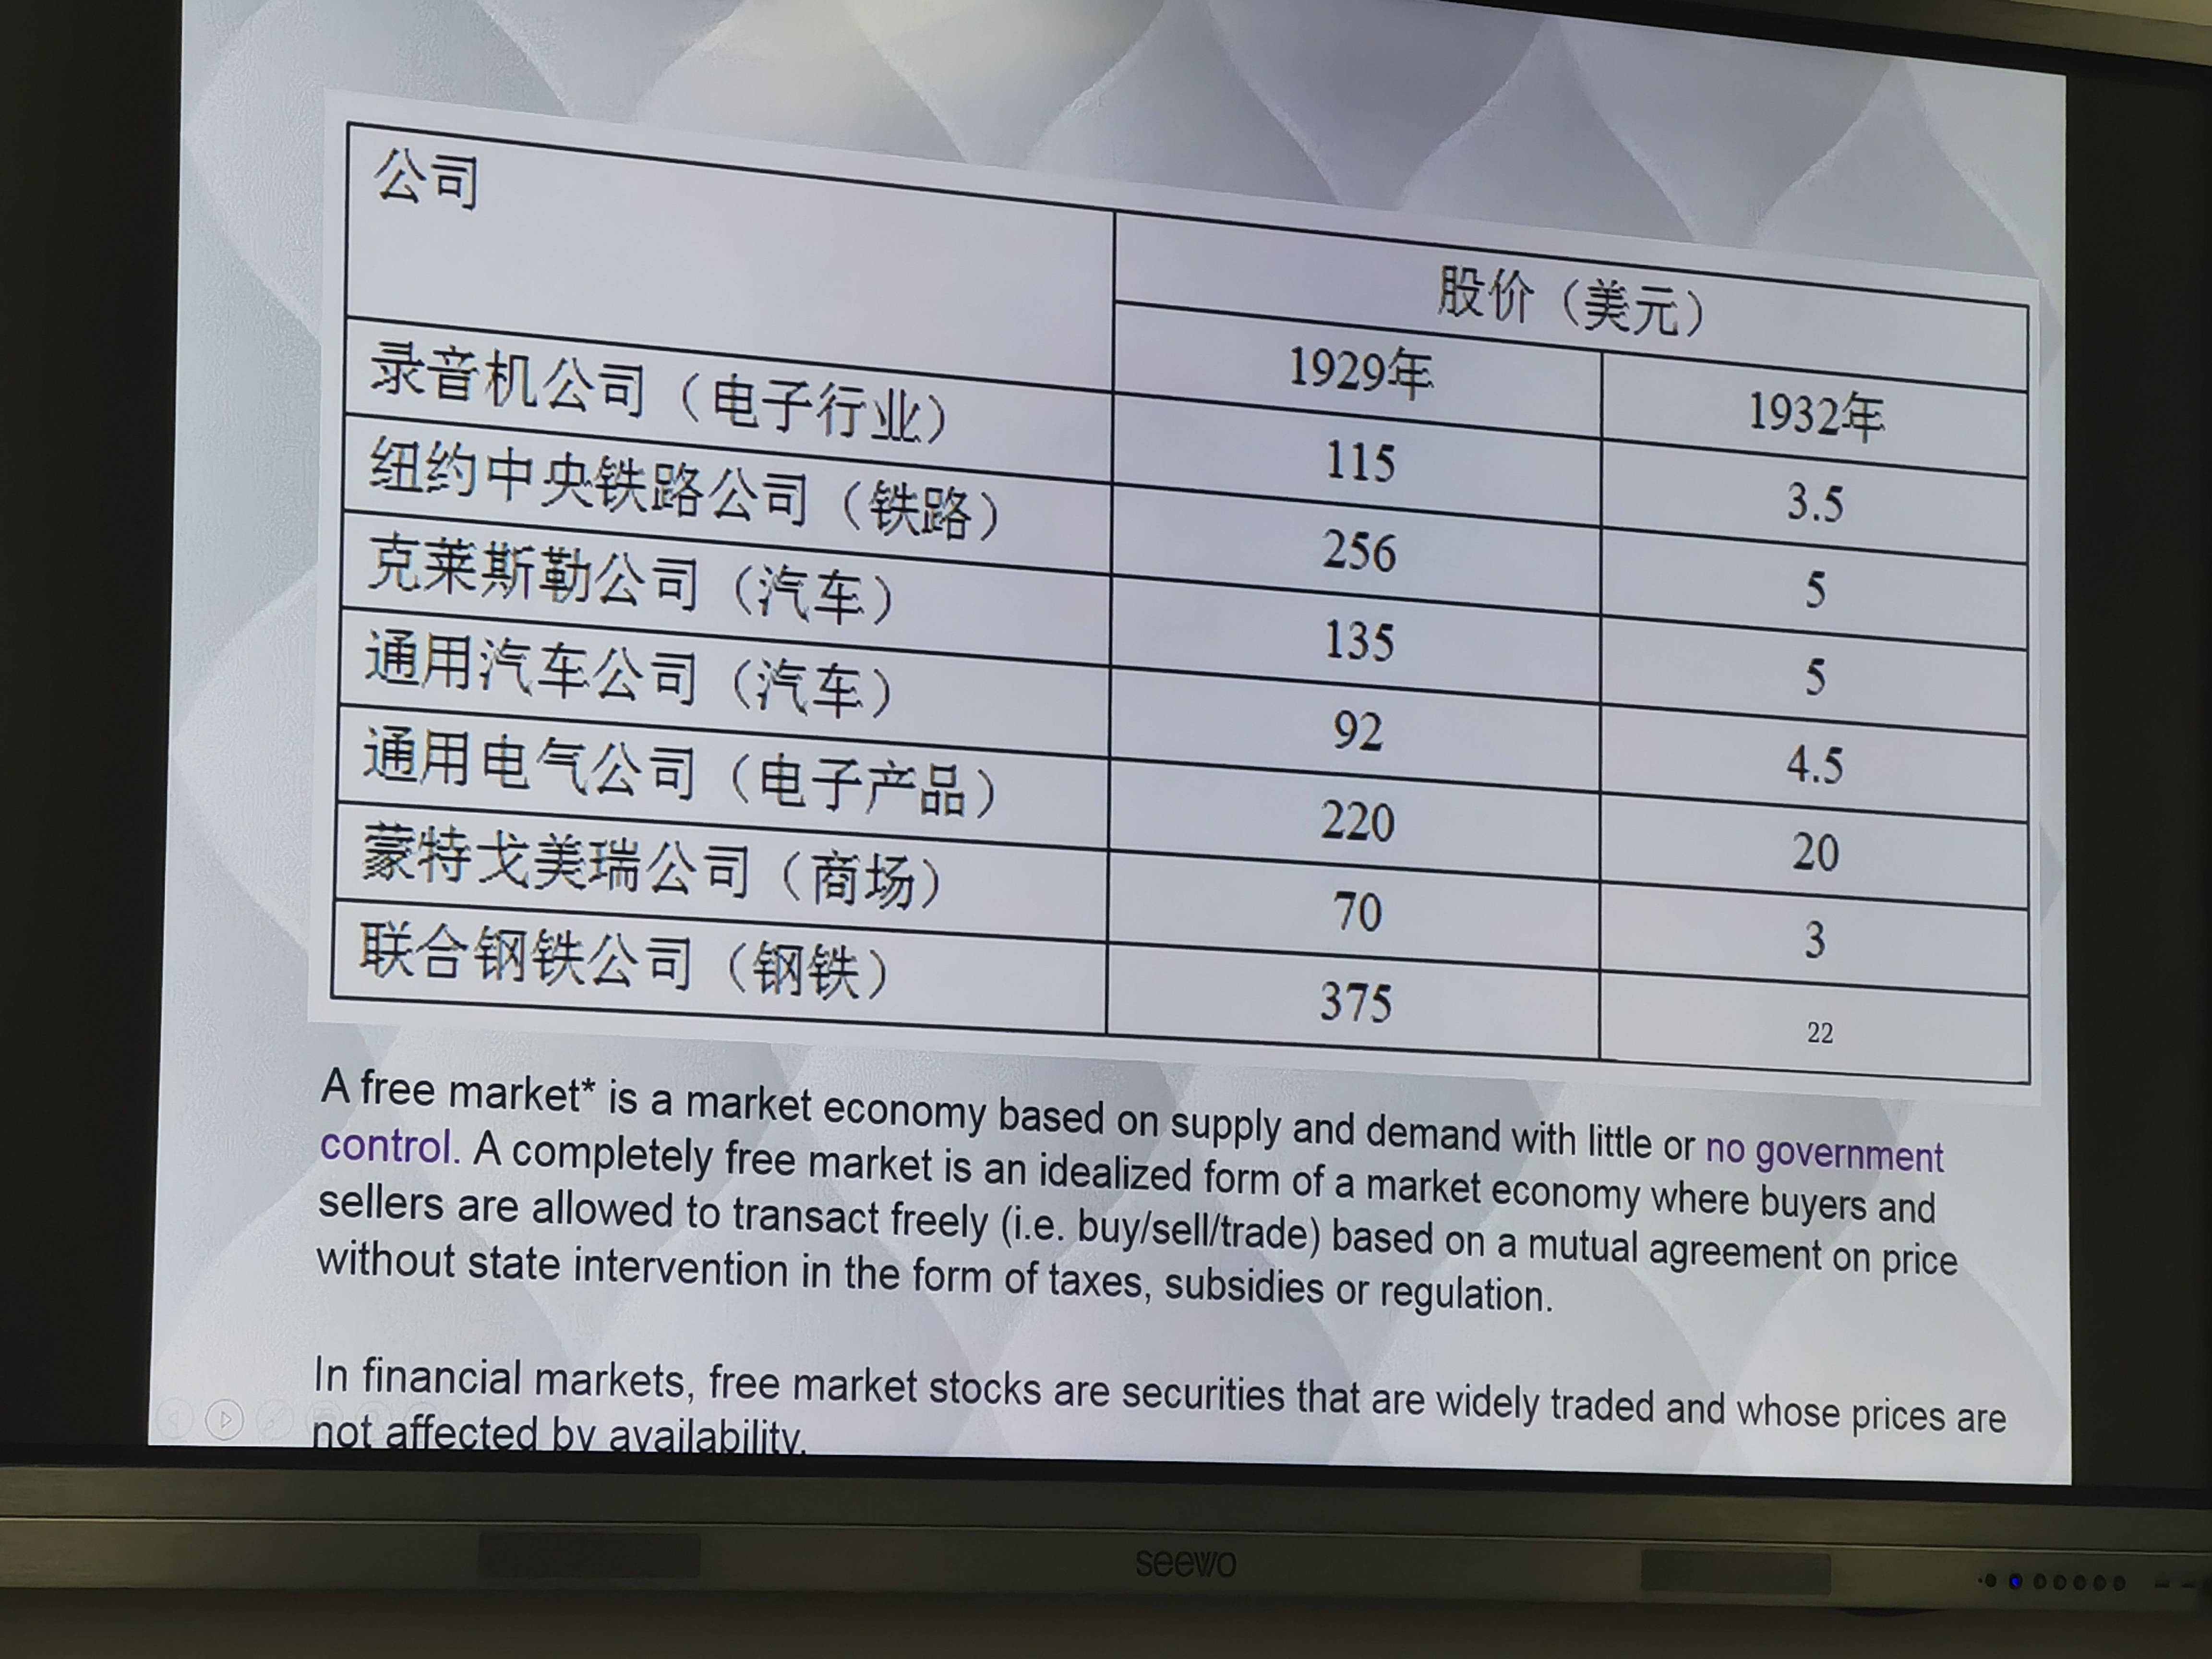 公司
股价（美元）
1929年 1932年
录音机公司（电子行业） 115 3.5
纽约中央铁路公司（铁路） 256 5
克莱斯勒公司（汽车） 135 5
通用汽车公司（汽车） 92 4.5
通用电气公司（电子产品） 220 20
蒙特戈美瑞公司（商场） 70 3
联合钢铁公司（钢铁） 375 22
A free market* is a market economy based on supply and demand with little or no government
control. A completely free market is an idealized form of a market economy where buyers and
sellers are allowed to transact freely (i.e. buy/sell/trade) based on a mutual agreement on price
without state intervention in the form of taxes, subsidies or regulation.
In financial markets, free market stocks are securities that are widely traded and whose prices are
not affected by availability.
seewo